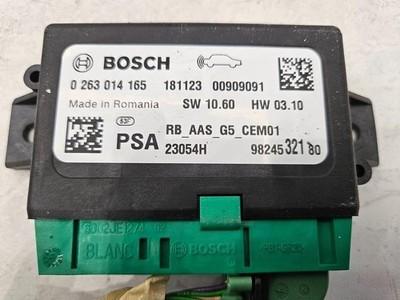 BOSCH
0 263 014 165 181123 00909091
Made in Romania SW 10.60 HW 03.10
53F
PSA RB_AAS_G5_CEM01
23054H 98245321 80
BLANC BOSCH